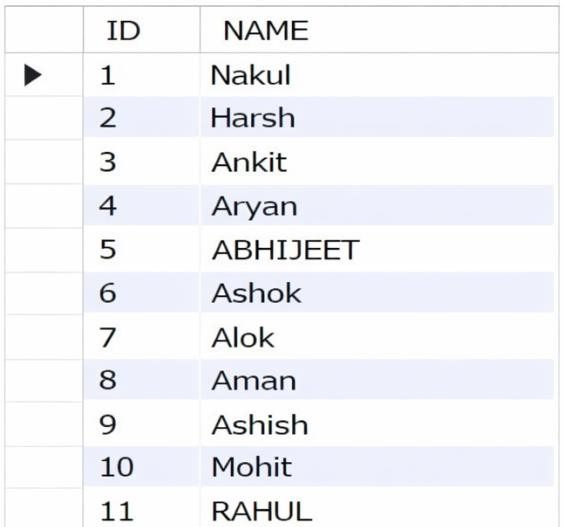 ID NAME
1 Nakul
2 Harsh
3 Ankit
4 Aryan
5 ABHIJEET
6 Ashok
7 Alok
8 Aman
9 Ashish
10 Mohit
11 RAHUL